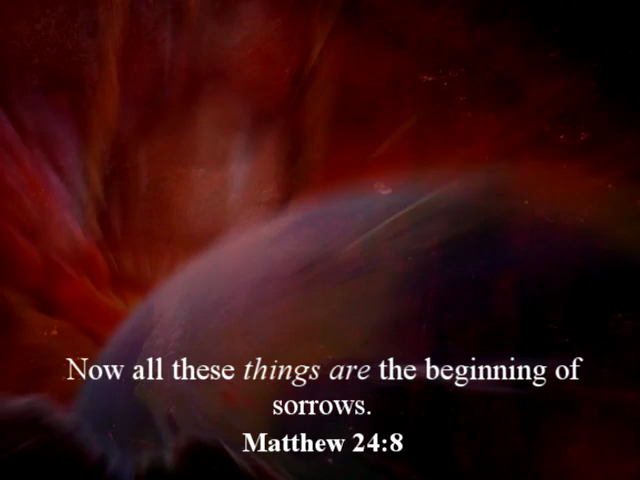 Now all these things are the beginning of
sorrows.
Matthew 24:8